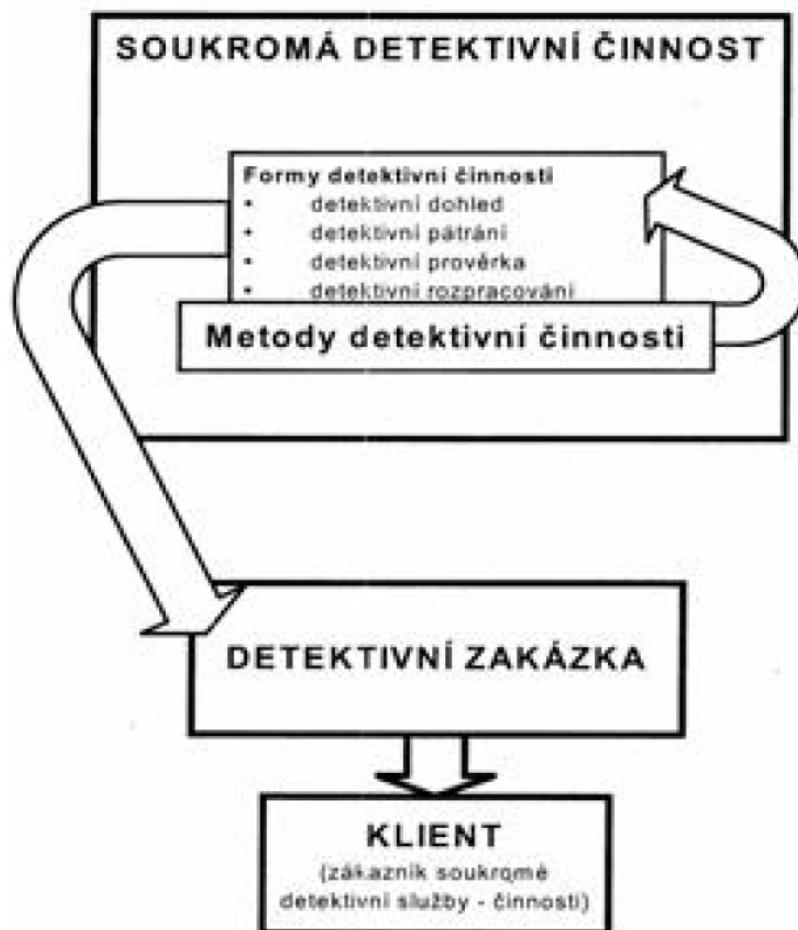 SOUKROMÁ DETEKTIVNÍ ČINNOST
Formy detektivní činnosti
• detektivní dohled
• detektivní pátrání
• detektivní prověrka
• detektivní rozpracování
Metody detektivní činnosti
DETEKTIVNÍ ZAKÁZKA
KLIENT
(zákazník soukromé
detektivní služby - činnosti)